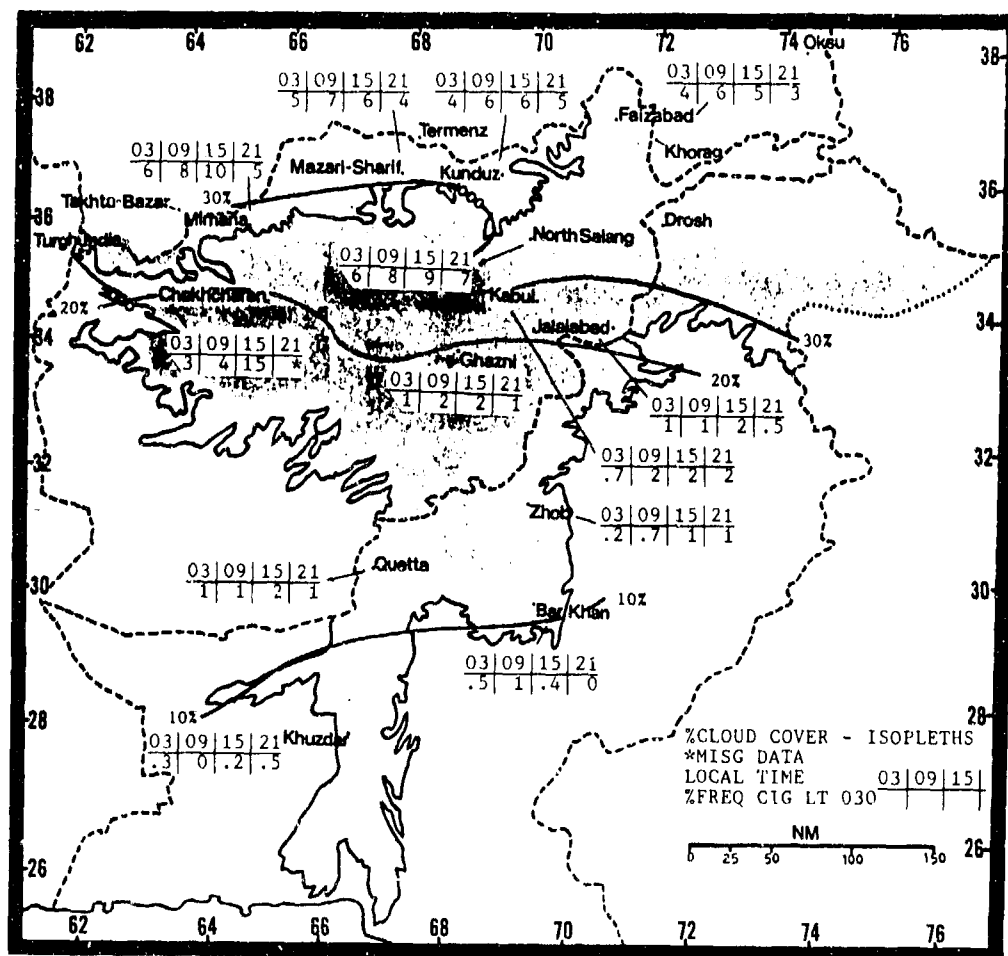 62 64 66 68 70 72 74 Oksu 76
38
03 09 15 21
5 7 6 4
03 09 15 21
4 6 6 5
03 09 15 21
4 6 5 3
38
Faizabad
Termenz
Khorag
03 09 15 21
6 8 10 5
Mazari-Sharif.
Kunduz
30%
36
Takhto-Bazar
Mimana
Drosh
36
North Salang
Turghundia
03 09 15 21
6 8 9 7
Chakhcharan
Kabul.
20%
34
Jalalabad
34
30%
03 09 15 21
.3 4 15 *
Ghazni
03 09 15 21
1 2 2 1
20%
03 09 15 21
1 1 2 .5
32
03 09 15 21
.7 2 2 2
32
Zhob
03 09 15 21
.2 .7 1 1
03 09 15 21
1 1 2 1
Quetta
30
30
Bar Khan
10%
03 09 15 21
.5 1 .4 0
28
10%
28
03 09 15 21
.3 0 .2 .5
Khuzdar
%CLOUD COVER - ISOPLETHS
*MISG DATA
LOCAL TIME 03 09 15
%FREQ CIG LT 030
NM
0 25 50 100 150
26
26
62 64 66 68 70 72 74 76